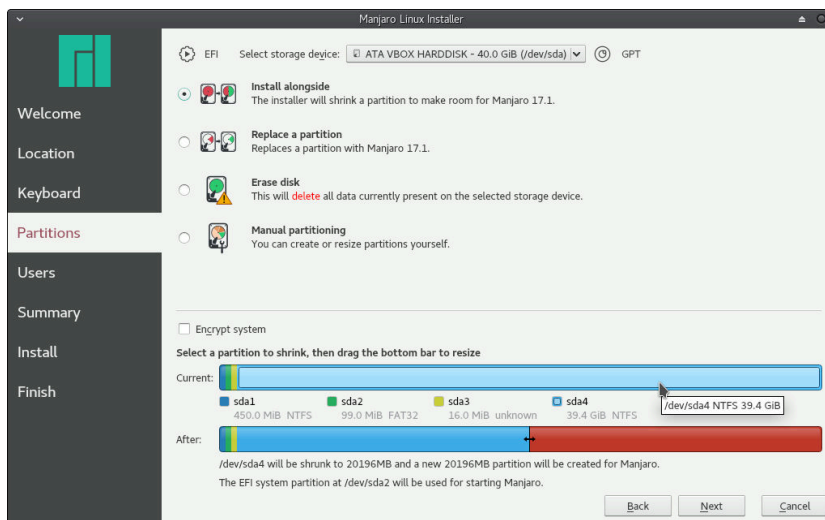 Manjaro Linux Installer
EFI Select storage device: ATA VBOX HARDDISK - 40.0 GiB (/dev/sda) GPT
Install alongside
The installer will shrink a partition to make room for Manjaro 17.1.
Welcome
Replace a partition
Replaces a partition with Manjaro 17.1.
Location
Keyboard
Erase disk
This will delete all data currently present on the selected storage device.
Partitions
Manual partitioning
You can create or resize partitions yourself.
Users
Summary
Encrypt system
Install
Select a partition to shrink, then drag the bottom bar to resize
Current:
Finish
sda1 sda2 sda3 sda4
450.0 MiB NTFS 99.0 MiB FAT32 16.0 MiB unknown 39.4 GiB NTFS
/dev/sda4 NTFS 39.4 GiB
After:
/dev/sda4 will be shrunk to 20196MB and a new 20196MB partition will be created for Manjaro.
The EFI system partition at /dev/sda2 will be used for starting Manjaro.
Back Next Cancel